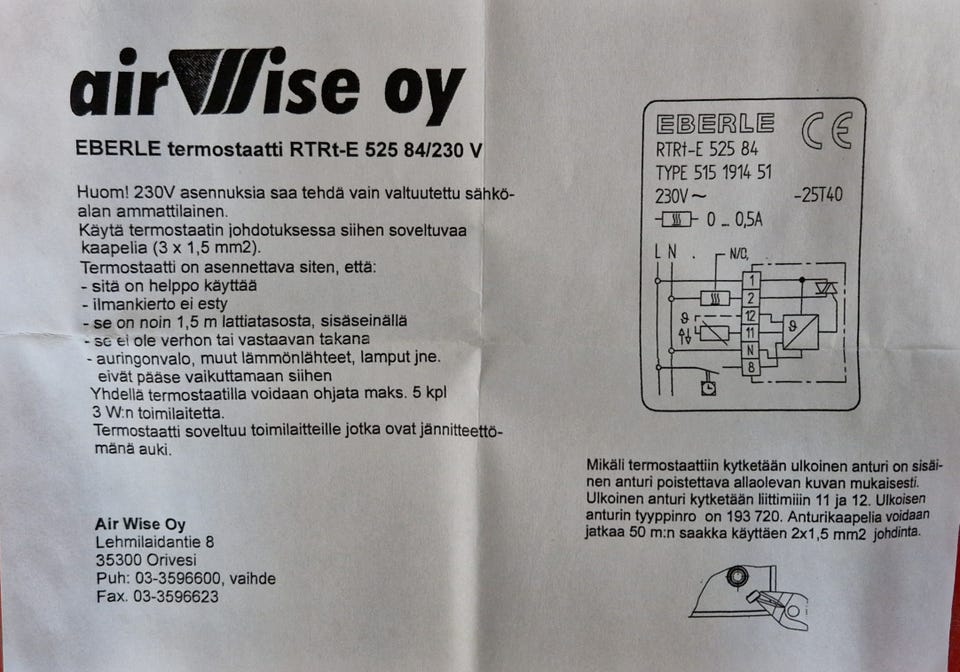 airWise oy
EBERLE termostaatti RTRt-E 525 84/230 V
Huom! 230V asennuksia saa tehdä vain valtuutettu sähkö-
alan ammattilainen.
Käytä termostaatin johdotuksessa siihen soveltuvaa
kaapelia (3 x 1,5 mm2).
Termostaatti on asennettava siten, että:
- sitä on helppo käyttää
- ilmankierto ei esty
- se on noin 1,5 m lattiatasosta, sisäseinällä
- se ei ole verhon tai vastaavan takana
- auringonvalo, muut lämmönlähteet, lamput jne.
eivät pääse vaikuttamaan siihen
Yhdellä termostaatilla voidaan ohjata maks. 5 kpl
3 W:n toimilaitetta.
Termostaatti soveltuu toimilaitteille jotka ovat jännitteettö-
mänä auki.
Air Wise Oy
Lehmilaidantie 8
35300 Orivesi
Puh: 03-3596600, vaihde
Fax. 03-3596623
EBERLE CE
RTRt-E 525 84
TYPE 515 1914 51
230V ~ -25T40
0 ... 0,5A
L N . N/O,
1
2
12
ϑ ϑ
11
N
8
Mikäli termostaattiin kytketään ulkoinen anturi on sisäi-
nen anturi poistettava allaolevan kuvan mukaisesti.
Ulkoinen anturi kytketään liittimiiin 11 ja 12. Ulkoisen
anturin tyyppinro on 193 720. Anturikaapelia voidaan
jatkaa 50 m:n saakka käyttäen 2x1,5 mm2 johdinta.